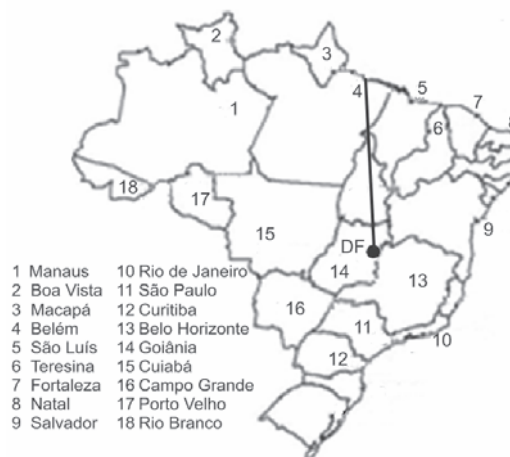 2
3
4
5
7
8
1
6
18
17
9
15
DF
14
13
16
11
10
12
1 Manaus
2 Boa Vista
3 Macapá
4 Belém
5 São Luís
6 Teresina
7 Fortaleza
8 Natal
9 Salvador
10 Rio de Janeiro
11 São Paulo
12 Curitiba
13 Belo Horizonte
14 Goiânia
15 Cuiabá
16 Campo Grande
17 Porto Velho
18 Rio Branco